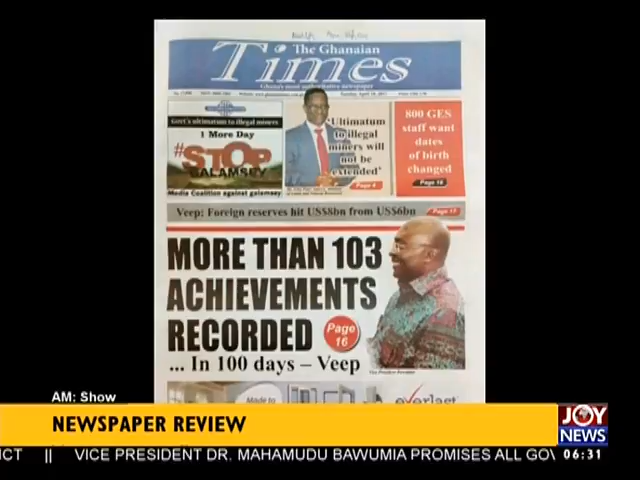 The Ghanaian
Times
Ghana's most authoritative newspaper
Govt's ultimatum to illegal miners
1 More Day
#STOP
GALAMSEY
Media Coalition against galamsey
'Ultimatum
to illegal
miners will
not be
extended'
Page 8
800 GES
staff want
dates
of birth
changed
Page 16
Veep: Foreign reserves hit US$8bn from US$6bn
Page 17
MORE THAN 103
ACHIEVEMENTS
RECORDED
Page
16
... In 100 days – Veep
Made to
everlast
AM: Show
NEWSPAPER REVIEW
JOY
NEWS
ICT || VICE PRESIDENT DR. MAHAMUDU BAWUMIA PROMISES ALL GOV
06:31